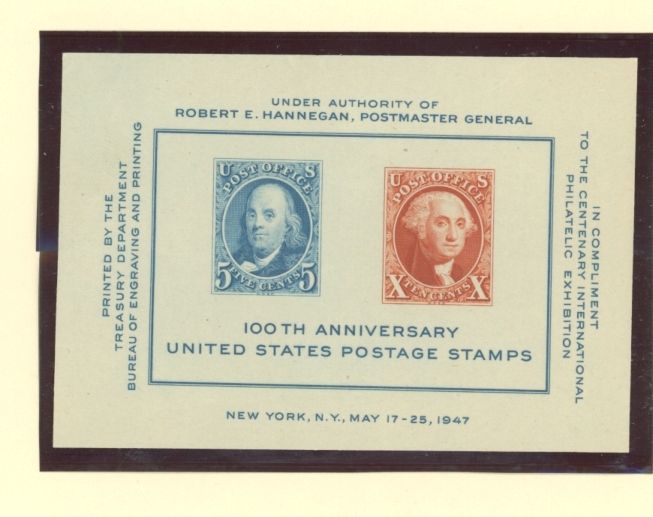 UNDER AUTHORITY OF
ROBERT E. HANNEGAN, POSTMASTER GENERAL
PRINTED BY THE
TREASURY DEPARTMENT
BUREAU OF ENGRAVING AND PRINTING
U S
POST OFFICE
5 FIVE CENTS 5
U S
POST OFFICE
X TEN CENTS X
100TH ANNIVERSARY
UNITED STATES POSTAGE STAMPS
IN COMPLIMENT
TO THE CENTENARY INTERNATIONAL
PHILATELIC EXHIBITION
NEW YORK, N.Y., MAY 17-25, 1947